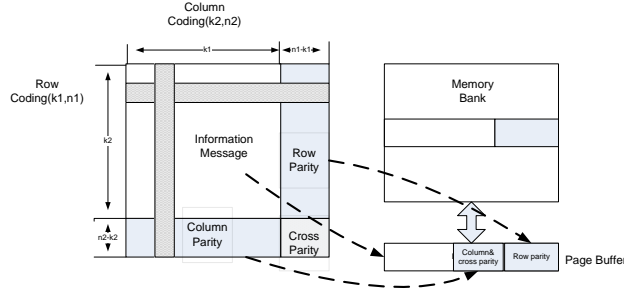 Column
Coding(k2,n2)
k1
n1-k1
Row
Coding(k1,n1)
k2
Information
Message
Row
Parity
n2-k2
Column
Parity
Cross
Parity
Memory
Bank
Column&
cross parity
Row parity
Page Buffer